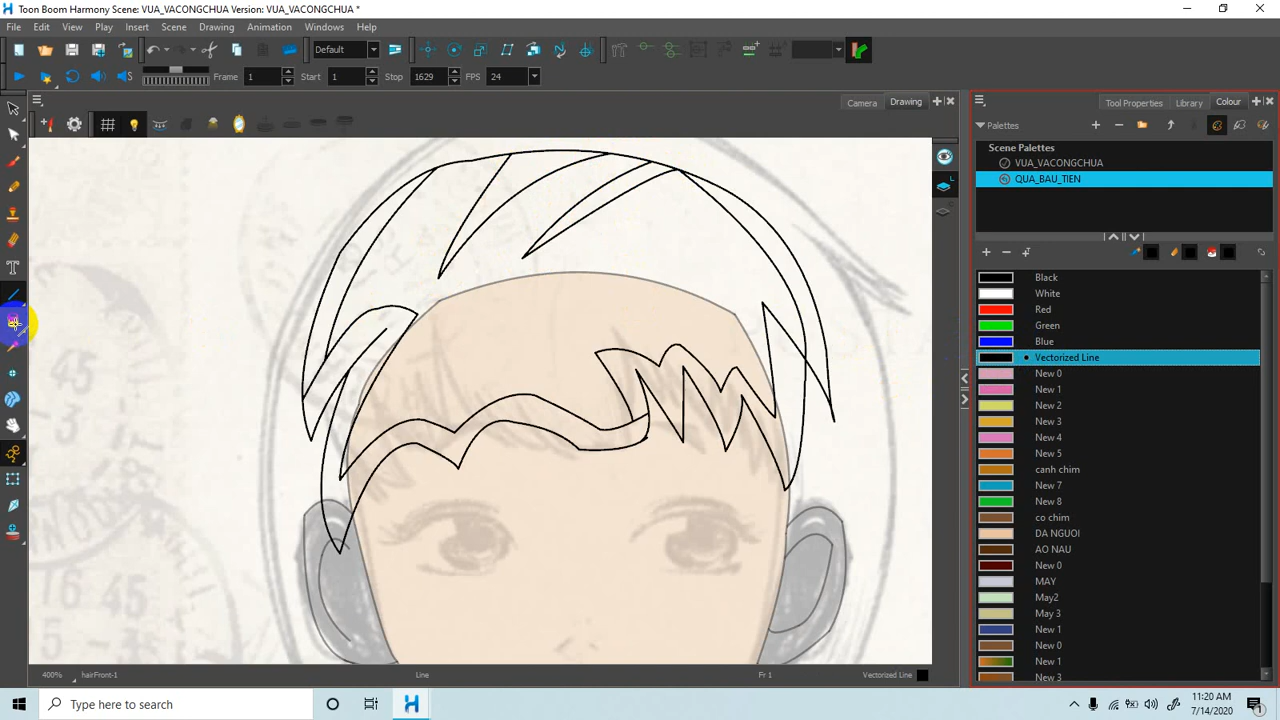 Toon Boom Harmony Scene: VUA_VACONGCHUA Version: VUA_VACONGCHUA *
File Edit View Play Insert Scene Drawing Animation Windows Help
Default
Frame 1 Start 1 Stop 1629 FPS 24
Camera Drawing
Tool Properties Library Colour
Palettes
Scene Palettes
VUA_VACONGCHUA
QUA_BAU_TIEN
Black
White
Red
Green
Blue
Vectorized Line
New 0
New 1
New 2
New 3
New 4
New 5
canh chim
New 7
New 8
co chim
DA NGUOI
AO NAU
New 0
MAY
May2
May 3
New 1
New 0
New 1
New 3
400% hairFront-1 Line Fr 1 Vectorized Line
Type here to search
11:20 AM
7/14/2020
1